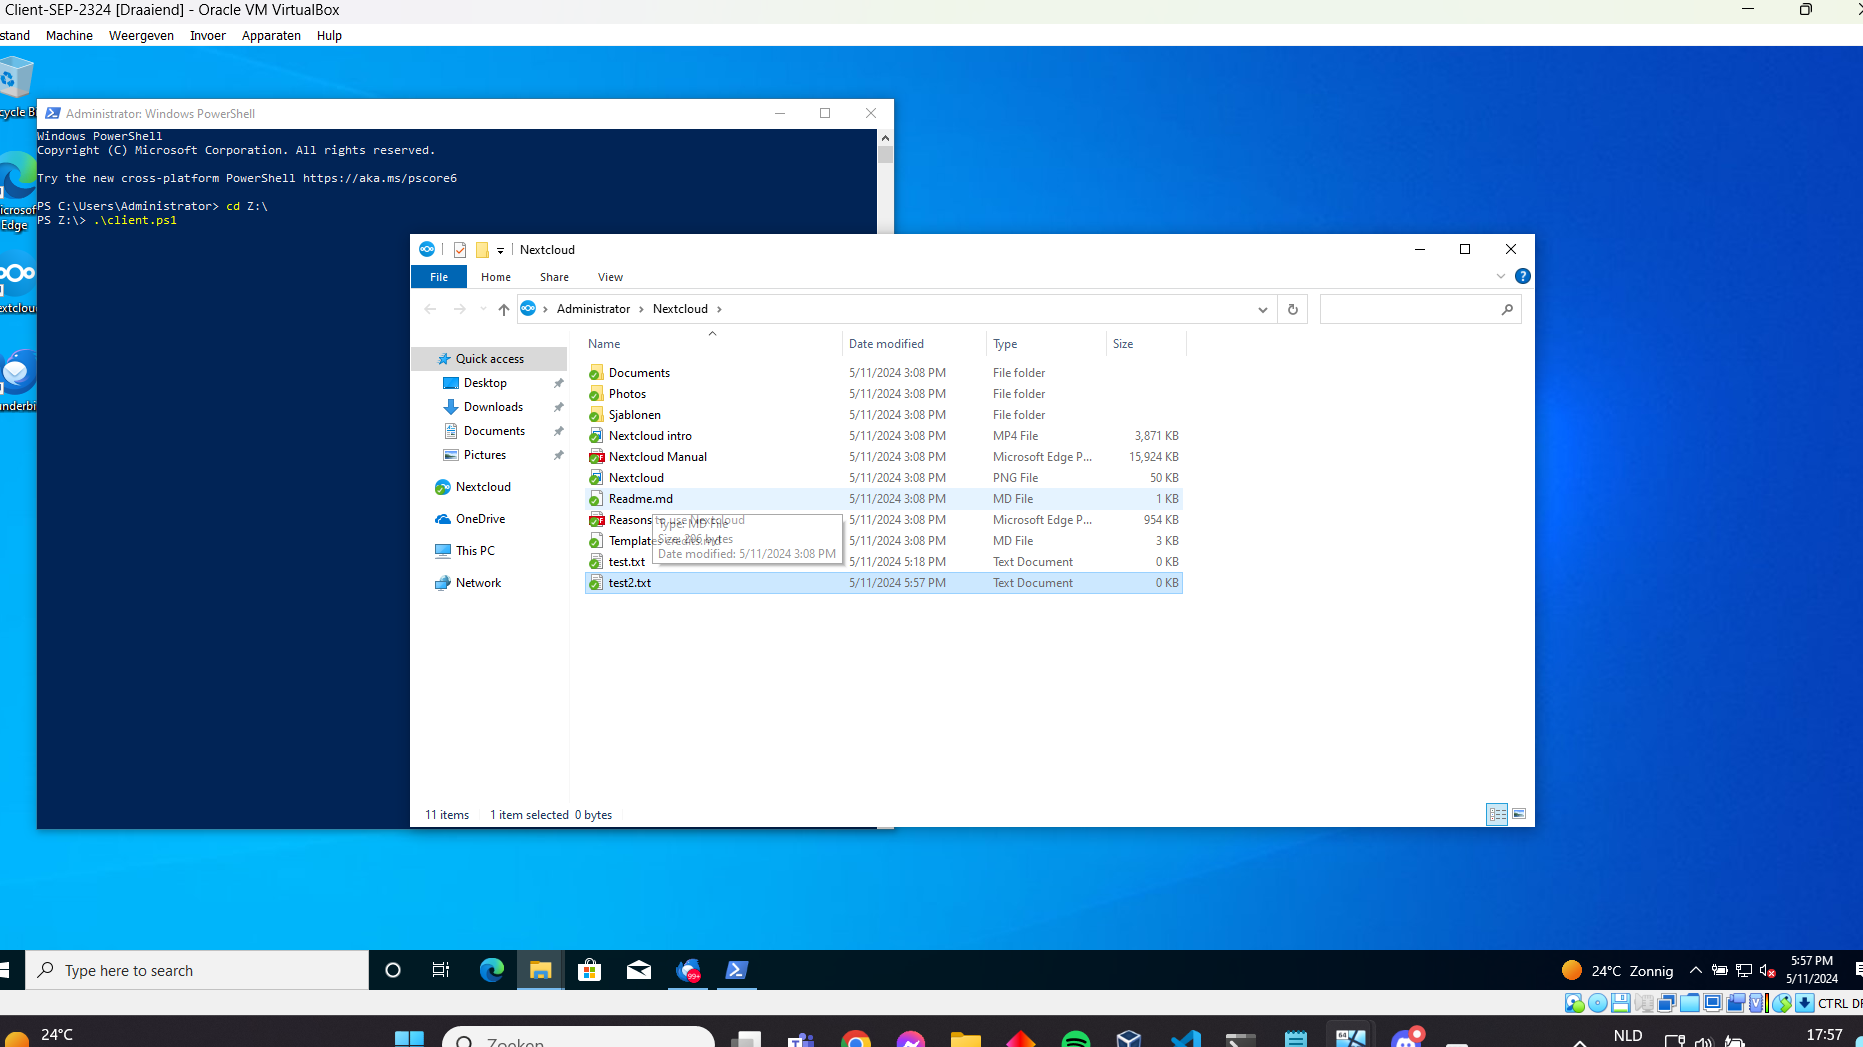 Client-SEP-2324 [Draaiend] - Oracle VM VirtualBox
stand Machine Weergeven Invoer Apparaten Hulp
cycle Bi
Administrator: Windows PowerShell
Windows PowerShell
Copyright (C) Microsoft Corporation. All rights reserved.
Try the new cross-platform PowerShell https://aka.ms/pscore6
PS C:\Users\Administrator> cd Z:\
PS Z:\> .\client.ps1
icrosof
Edge
extclou
underbi
Nextcloud
File Home Share View
Administrator Nextcloud
Name Date modified Type Size
Quick access
Desktop
Downloads
Documents
Pictures
Nextcloud
OneDrive
This PC
Network
Documents 5/11/2024 3:08 PM File folder
Photos 5/11/2024 3:08 PM File folder
Sjablonen 5/11/2024 3:08 PM File folder
Nextcloud intro 5/11/2024 3:08 PM MP4 File 3,871 KB
Nextcloud Manual 5/11/2024 3:08 PM Microsoft Edge P... 15,924 KB
Nextcloud 5/11/2024 3:08 PM PNG File 50 KB
Readme.md 5/11/2024 3:08 PM MD File 1 KB
Reasons to use Nextcloud 5/11/2024 3:08 PM Microsoft Edge P... 954 KB
Templates credits.md 5/11/2024 3:08 PM MD File 3 KB
test.txt 5/11/2024 5:18 PM Text Document 0 KB
test2.txt 5/11/2024 5:57 PM Text Document 0 KB
Type: MD File
Size: 206 bytes
Date modified: 5/11/2024 3:08 PM
11 items 1 item selected 0 bytes
Type here to search
99+
24°C Zonnig
5:57 PM
5/11/2024
CTRL DR
24°C
Zoeken
64
NLD
17:57